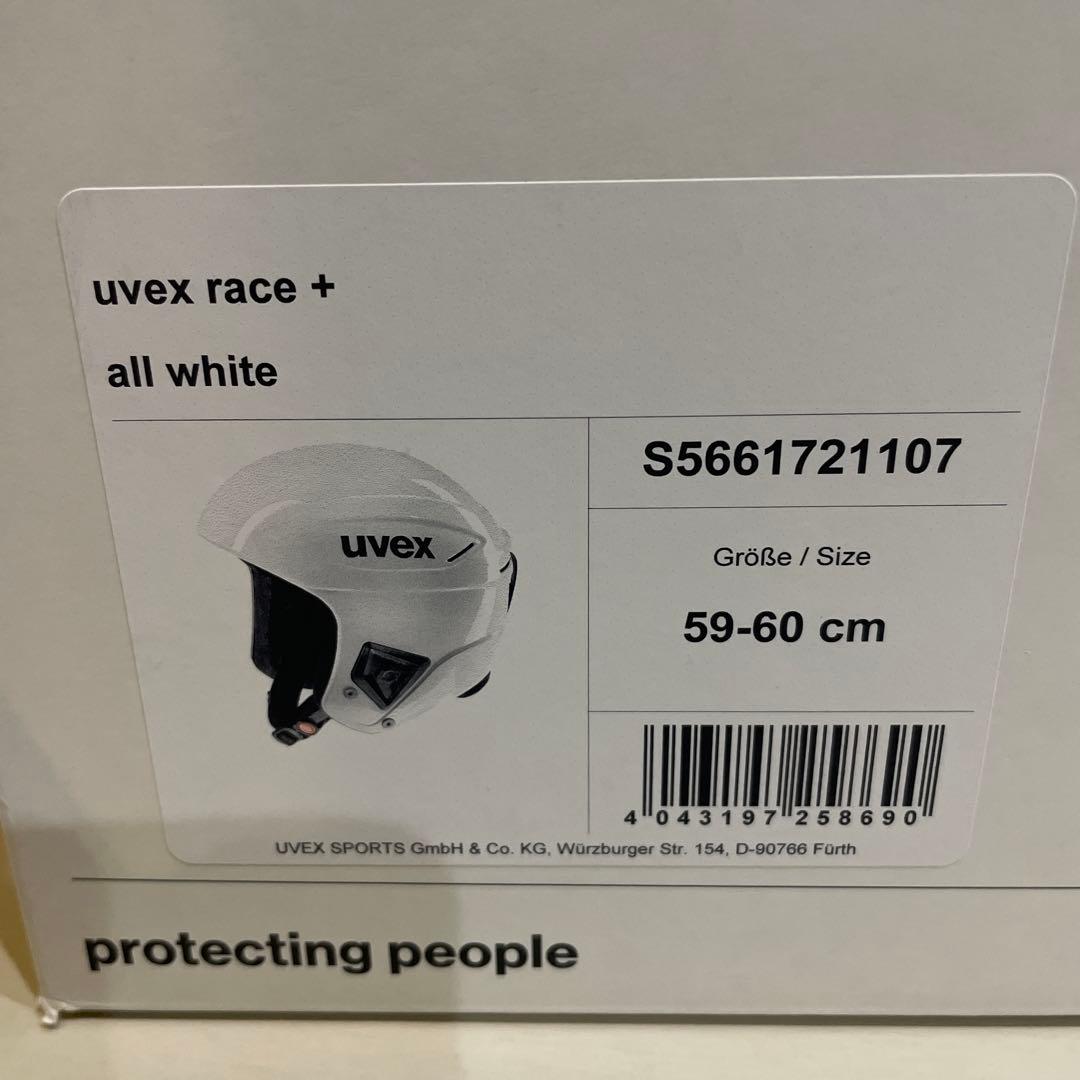 uvex race +
all white
uvex
S5661721107
Größe / Size
59-60 cm
4 043197 258690
UVEX SPORTS GmbH & Co. KG, Würzburger Str. 154, D-90766 Fürth
protecting people